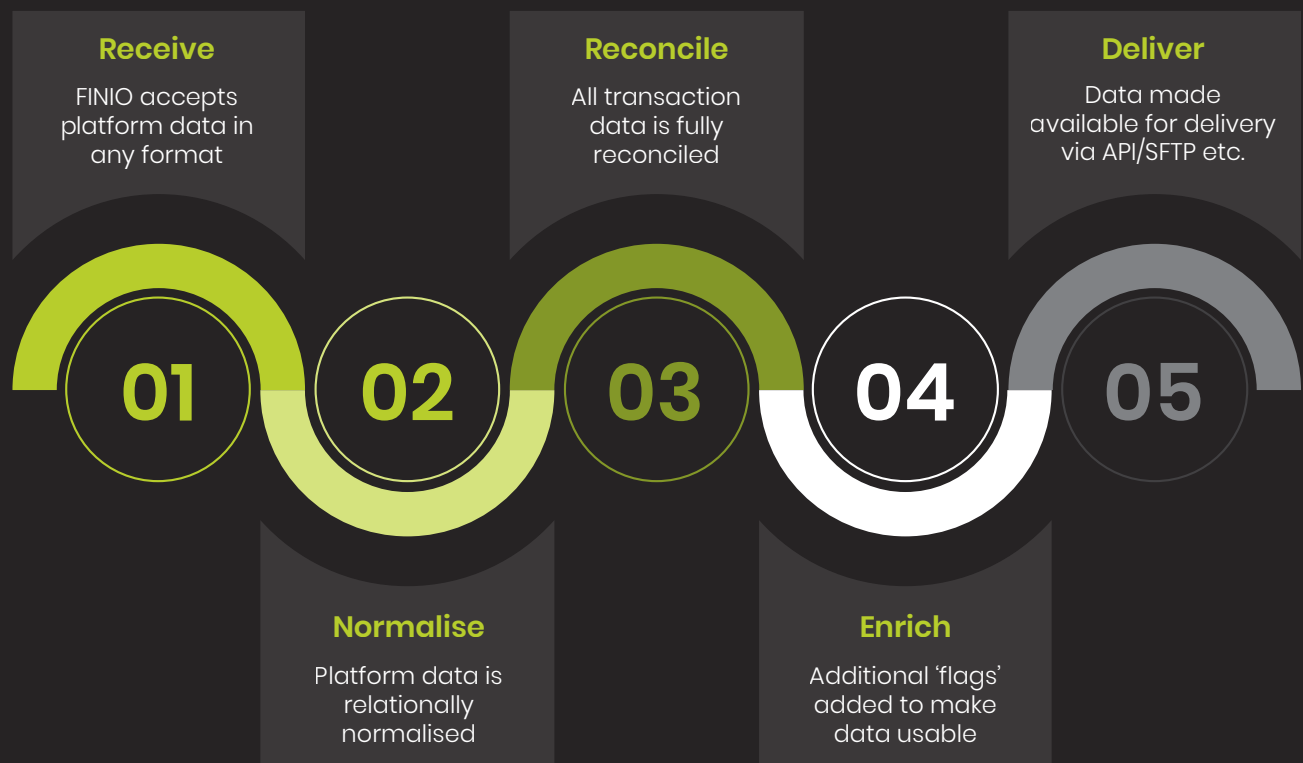 Receive
FINIO accepts
platform data in
any format
Reconcile
All transaction
data is fully
reconciled
Deliver
Data made
available for delivery
via API/SFTP etc.
01
02
03
04
05
Normalise
Platform data is
relationally
normalised
Enrich
Additional ‘flags’
added to make
data usable